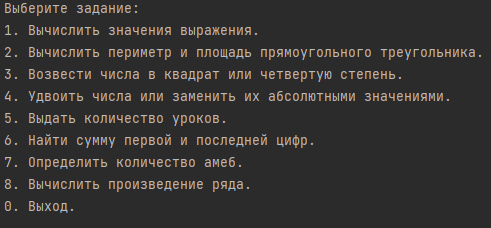 Выберите задание:
1. Вычислить значения выражения.
2. Вычислить периметр и площадь прямоугольного треугольника.
3. Возвести числа в квадрат или четвертую степень.
4. Удвоить числа или заменить их абсолютными значениями.
5. Выдать количество уроков.
6. Найти сумму первой и последней цифр.
7. Определить количество амеб.
8. Вычислить произведение ряда.
0. Выход.